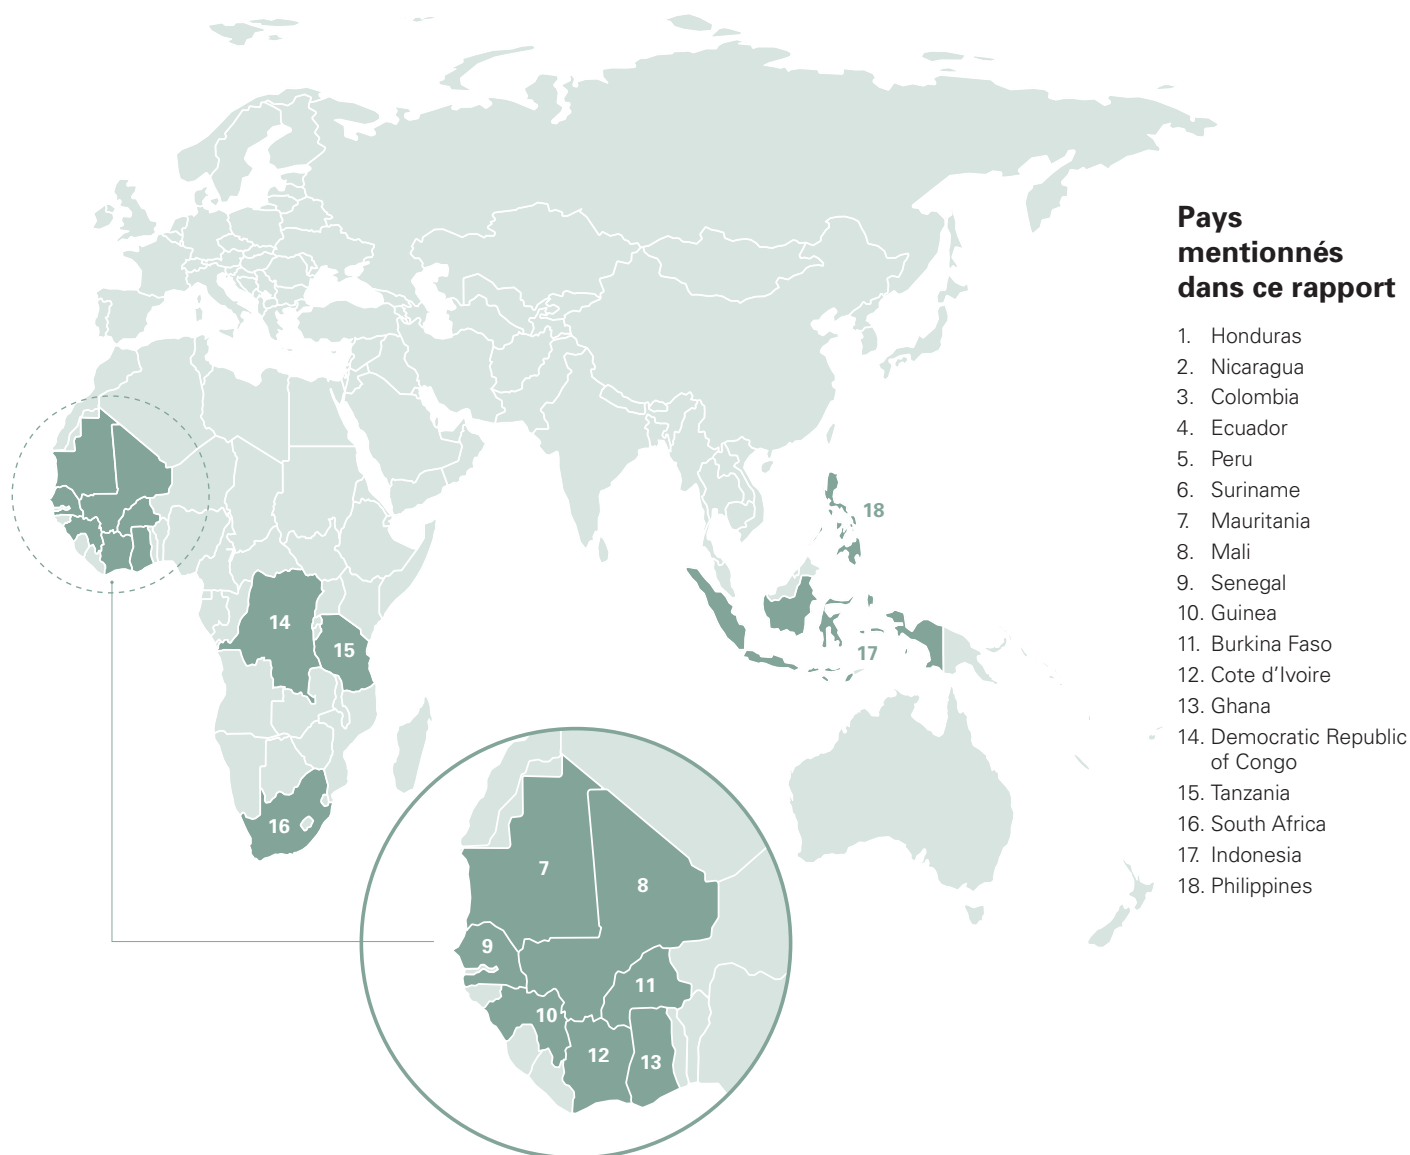 Pays
mentionnés
dans ce rapport
1. Honduras
2. Nicaragua
3. Colombia
4. Ecuador
5. Peru
6. Suriname
7. Mauritania
8. Mali
9. Senegal
10. Guinea
11. Burkina Faso
12. Cote d’Ivoire
13. Ghana
14. Democratic Republic
of Congo
15. Tanzania
16. South Africa
17. Indonesia
18. Philippines
18
14
15
17
16
7
8
9
11
10
12
13